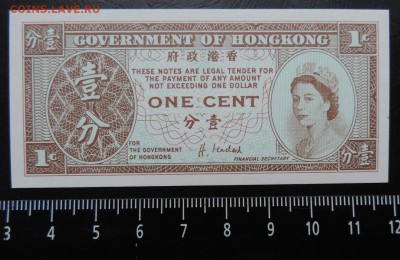 COINS.LAVE.RU
分壹 GOVERNMENT OF HONGKONG 1¢
府政港香
THESE NOTES ARE LEGAL TENDER FOR
THE PAYMENT OF ANY AMOUNT
NOT EXCEEDING ONE DOLLAR
壹分
ONE CENT
分壹
FOR
THE GOVERNMENT
OF HONGKONG
FINANCIAL SECRETARY
1¢
分壹
3 4 5 6 7 8 9 10 11 12